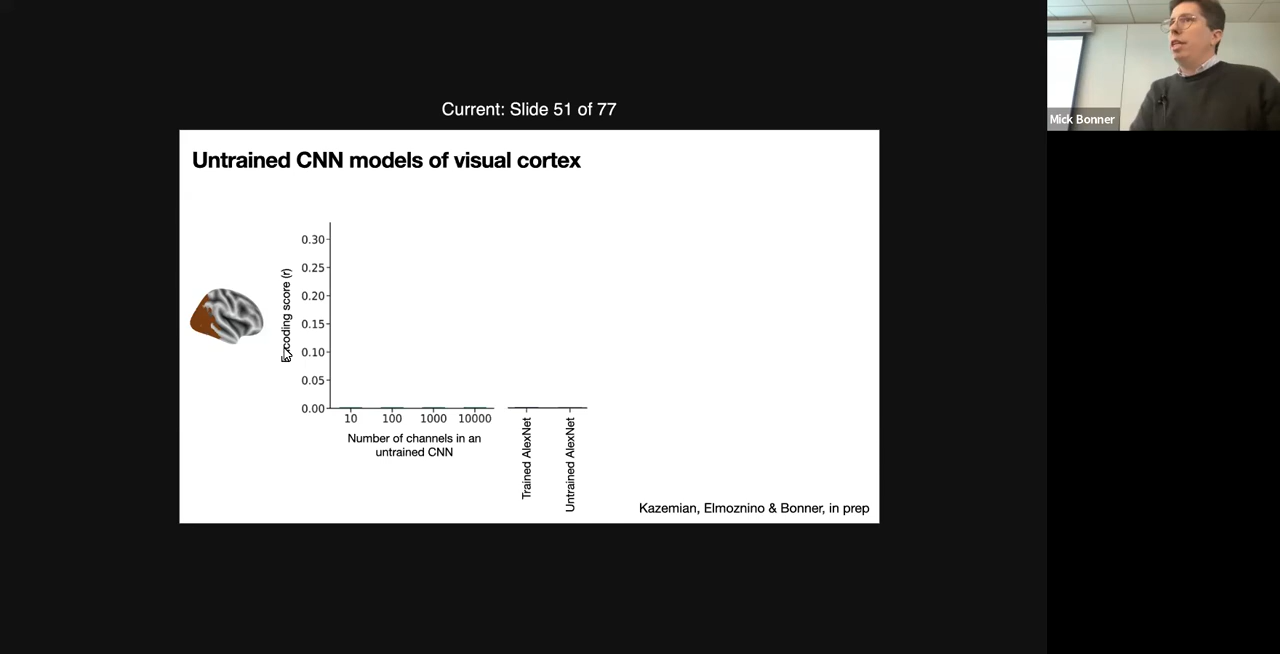 Current: Slide 51 of 77
Mick Bonner
Untrained CNN models of visual cortex
0.30
0.25
0.20
0.15
0.10
0.05
0.00
Encoding score (r)
10 100 1000 10000
Number of channels in an
untrained CNN
Trained AlexNet
Untrained AlexNet
Kazemian, Elmoznino & Bonner, in prep